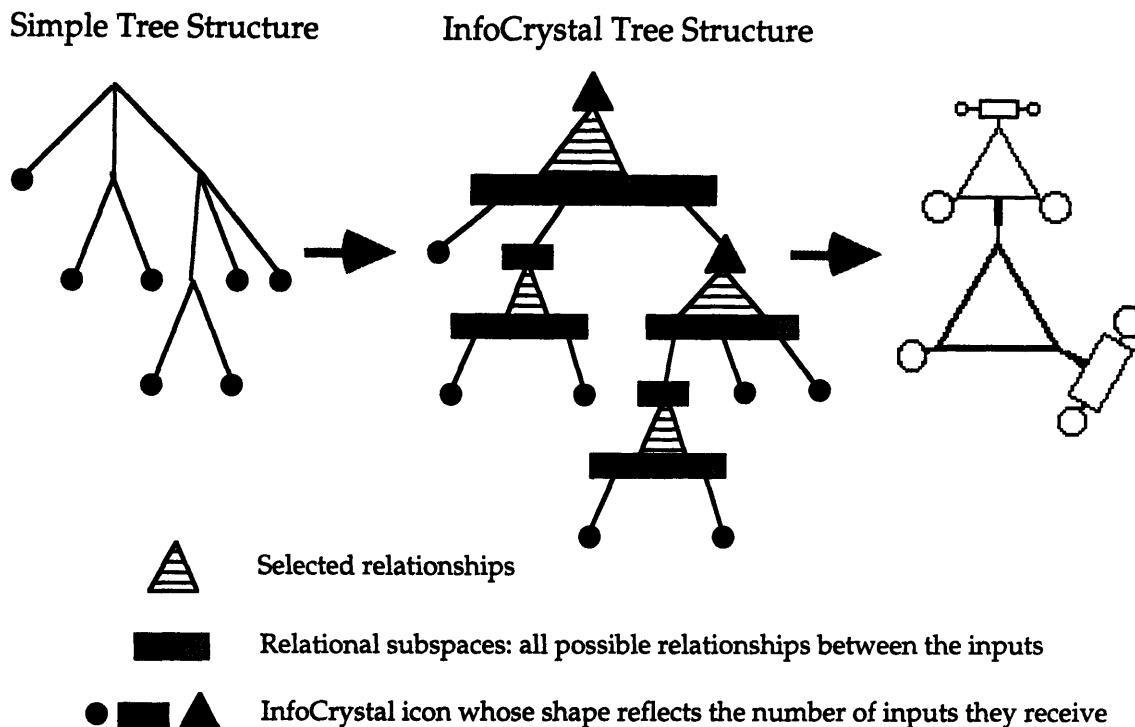 Simple Tree Structure
InfoCrystal Tree Structure
Selected relationships
Relational subspaces: all possible relationships between the inputs
InfoCrystal icon whose shape reflects the number of inputs they receive